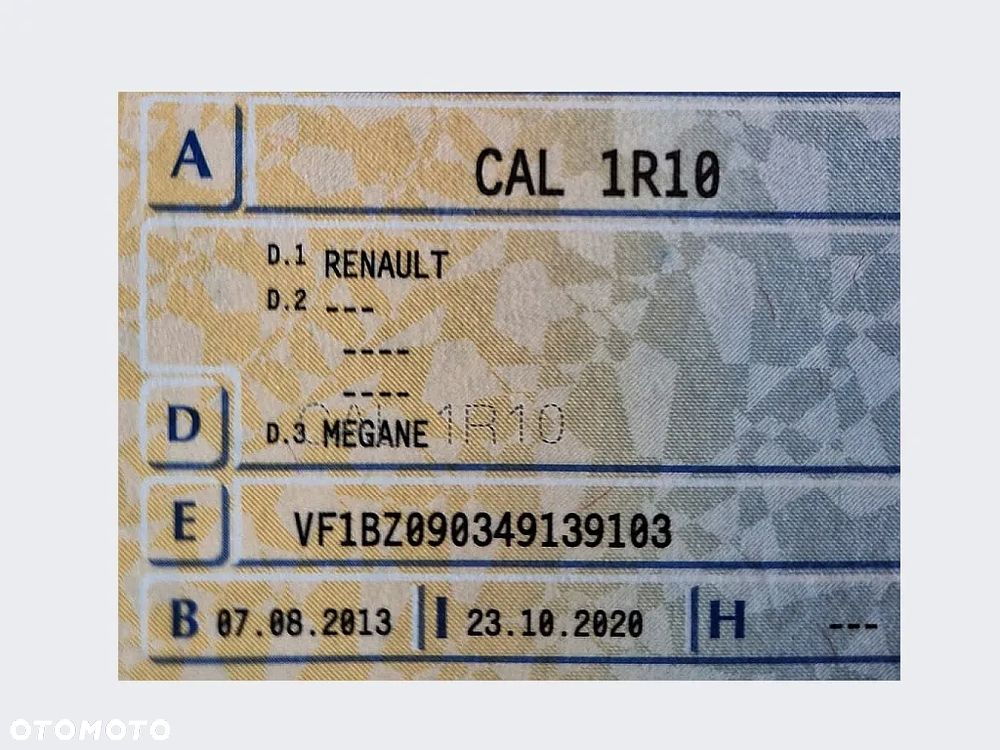 A CAL 1R10
D.1 RENAULT
D.2 ---
----
----
CAL 1R10
D D.3 MEGANE
E VF1BZ090349139103
B 07.08.2013 I 23.10.2020 H ---
OTOMOTO